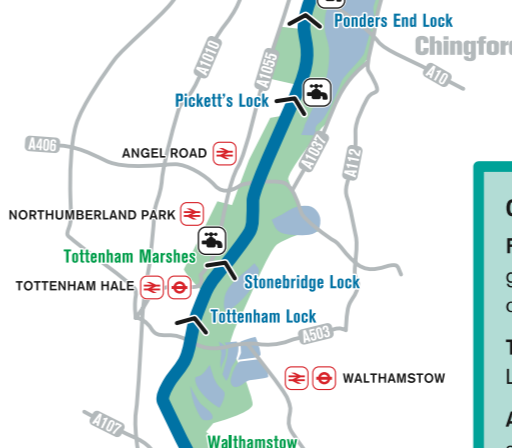 Ponders End Lock
Chingfor
A1010
A1055
A10
Pickett's Lock
A406
ANGEL ROAD
A1037
A112
NORTHUMBERLAND PARK
Tottenham Marshes
TOTTENHAM HALE
Stonebridge Lock
Tottenham Lock
A503
WALTHAMSTOW
A107
Walthamstow